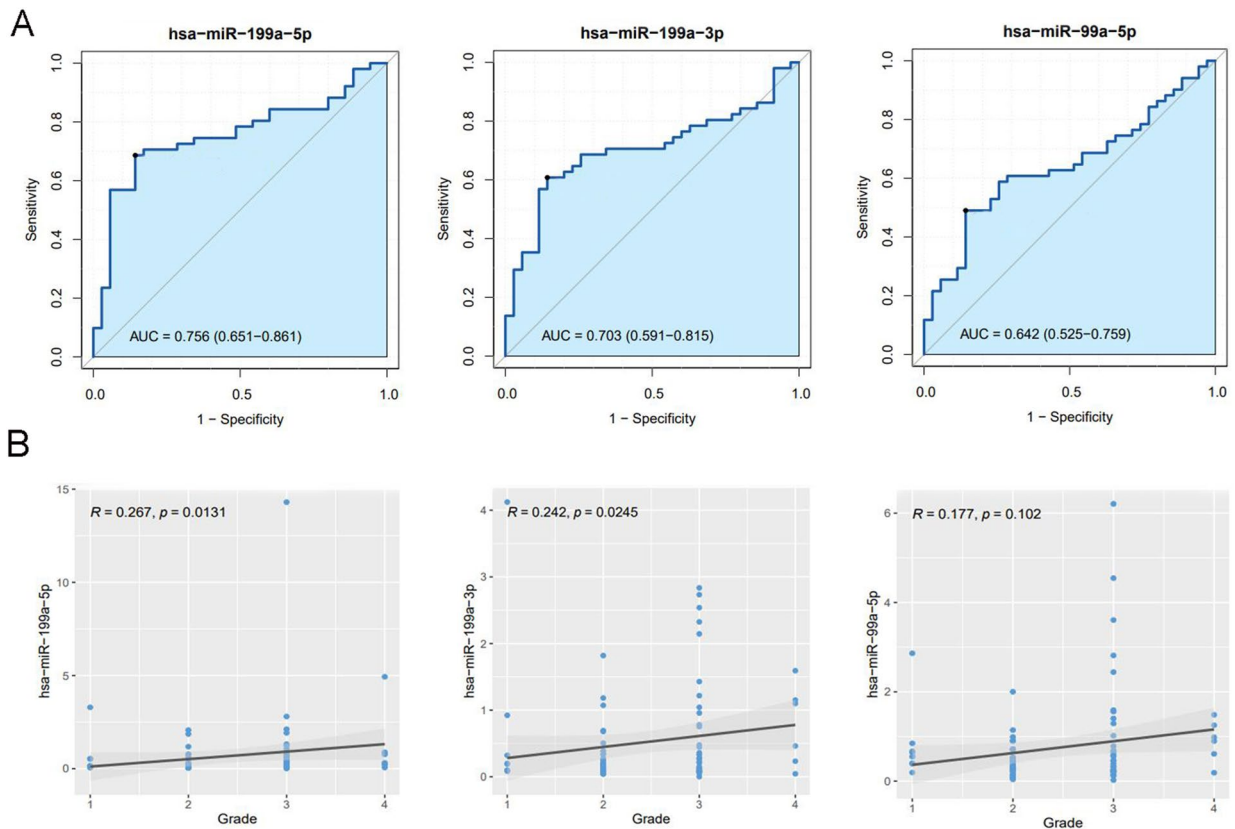 A
hsa−miR−199a−5p
hsa−miR−199a−3p
hsa−miR−99a−5p
Sensitivity
1.0
0.8
0.6
0.4
0.2
0.0
AUC = 0.756 (0.651−0.861)
0.0 0.5 1.0
1 − Specificity
Sensitivity
1.0
0.8
0.6
0.4
0.2
0.0
AUC = 0.703 (0.591−0.815)
0.0 0.5 1.0
1 − Specificity
Sensitivity
1.0
0.8
0.6
0.4
0.2
0.0
AUC = 0.642 (0.525−0.759)
0.0 0.5 1.0
1 − Specificity
B
hsa−miR−199a−5p
15
10
5
0
R = 0.267, p = 0.0131
1 2 3 4
Grade
hsa−miR−199a−3p
4
3
2
1
0
R = 0.242, p = 0.0245
1 2 3 4
Grade
hsa−miR−99a−5p
6
4
2
0
R = 0.177, p = 0.102
1 2 3 4
Grade